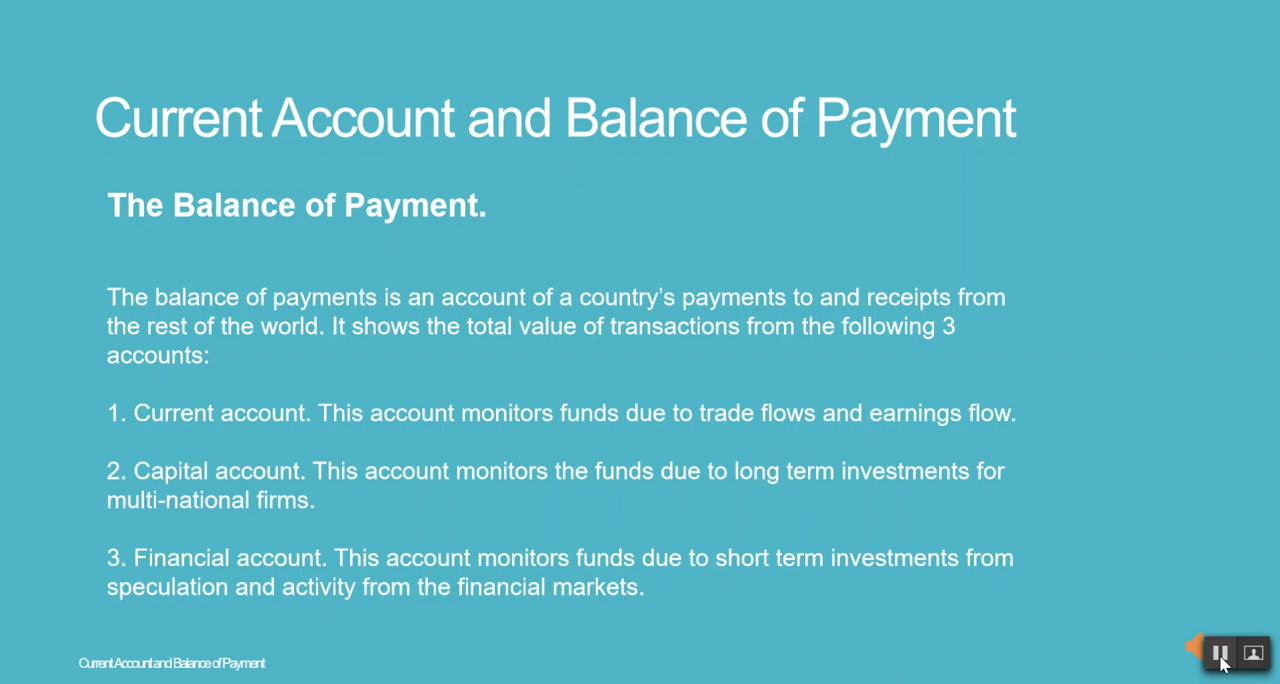 Current Account and Balance of Payment
The Balance of Payment.
The balance of payments is an account of a country’s payments to and receipts from
the rest of the world. It shows the total value of transactions from the following 3
accounts:
1. Current account. This account monitors funds due to trade flows and earnings flow.
2. Capital account. This account monitors the funds due to long term investments for
multi-national firms.
3. Financial account. This account monitors funds due to short term investments from
speculation and activity from the financial markets.
Current Account and Balance of Payment